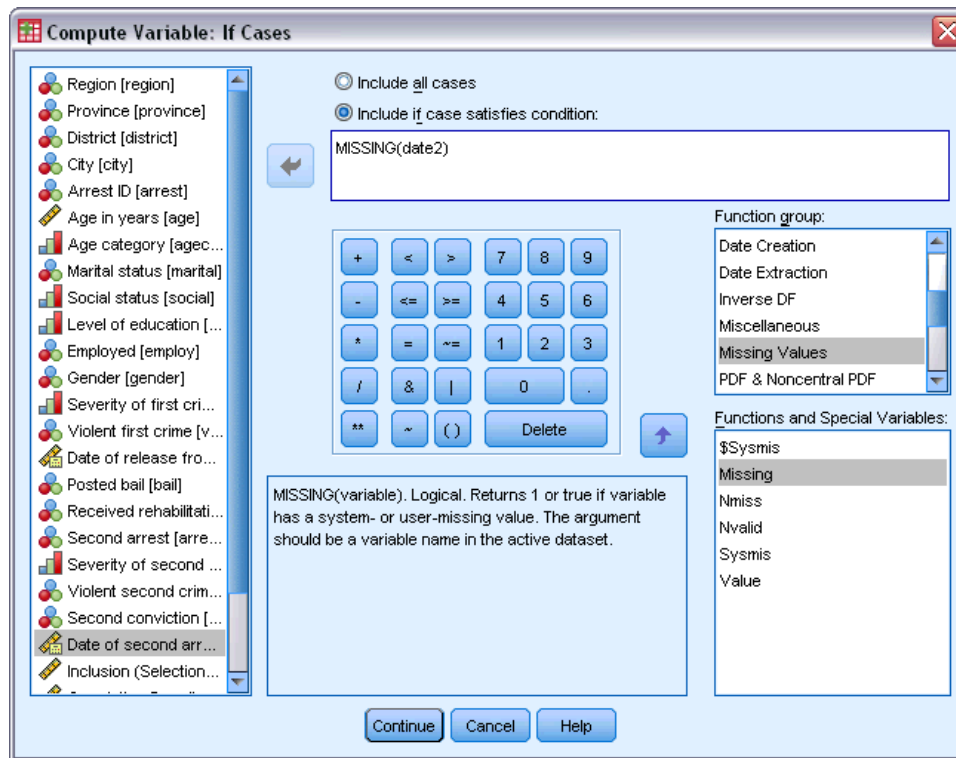 Compute Variable: If Cases
Region [region]
Province [province]
District [district]
City [city]
Arrest ID [arrest]
Age in years [age]
Age category [agec...
Marital status [marital]
Social status [social]
Level of education [...
Employed [employ]
Gender [gender]
Severity of first cri...
Violent first crime [v...
Date of release fro...
Posted bail [bail]
Received rehabilitati...
Second arrest [arre...
Severity of second ...
Violent second crim...
Second conviction [...
Date of second arr...
Inclusion (Selection...
Include all cases
Include if case satisfies condition:
MISSING(date2)
+ < > 7 8 9
- <= >= 4 5 6
* = ~= 1 2 3
/ & | 0 .
** ~ ( ) Delete
MISSING(variable). Logical. Returns 1 or true if variable
has a system- or user-missing value. The argument
should be a variable name in the active dataset.
Function group:
Date Creation
Date Extraction
Inverse DF
Miscellaneous
Missing Values
PDF & Noncentral PDF
Functions and Special Variables:
$Sysmis
Missing
Nmiss
Nvalid
Sysmis
Value
Continue Cancel Help